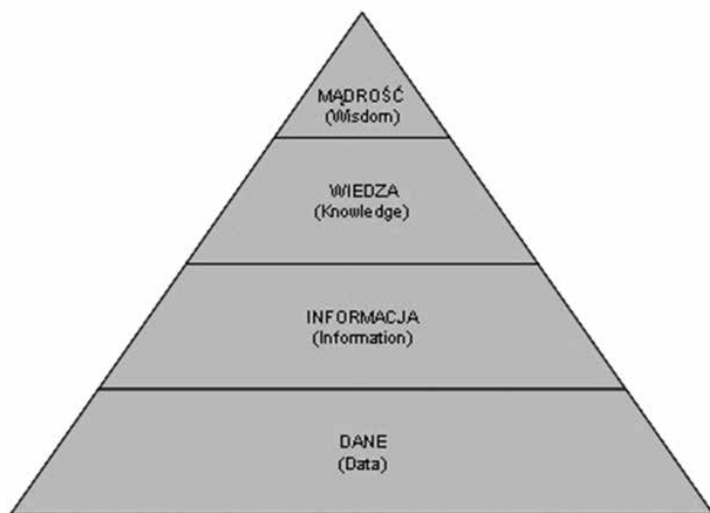 MĄDROŚĆ
(Wisdom)
WIEDZA
(Knowledge)
INFORMACJA
(Information)
DANE
(Data)